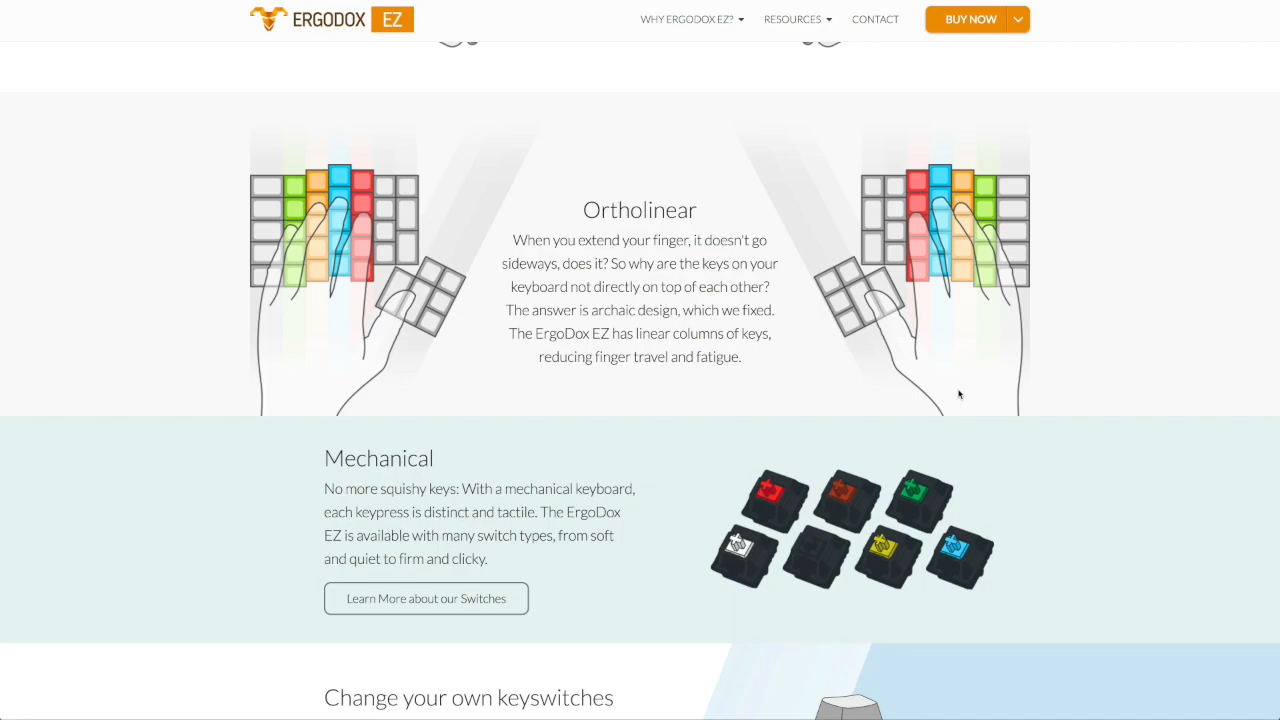 ERGODOX EZ
WHY ERGODOX EZ?
RESOURCES
CONTACT
BUY NOW
Ortholinear
When you extend your finger, it doesn't go
sideways, does it? So why are the keys on your
keyboard not directly on top of each other?
The answer is archaic design, which we fixed.
The ErgoDox EZ has linear columns of keys,
reducing finger travel and fatigue.
Mechanical
No more squishy keys: With a mechanical keyboard,
each keypress is distinct and tactile. The ErgoDox
EZ is available with many switch types, from soft
and quiet to firm and clicky.
Learn More about our Switches
Change your own keyswitches